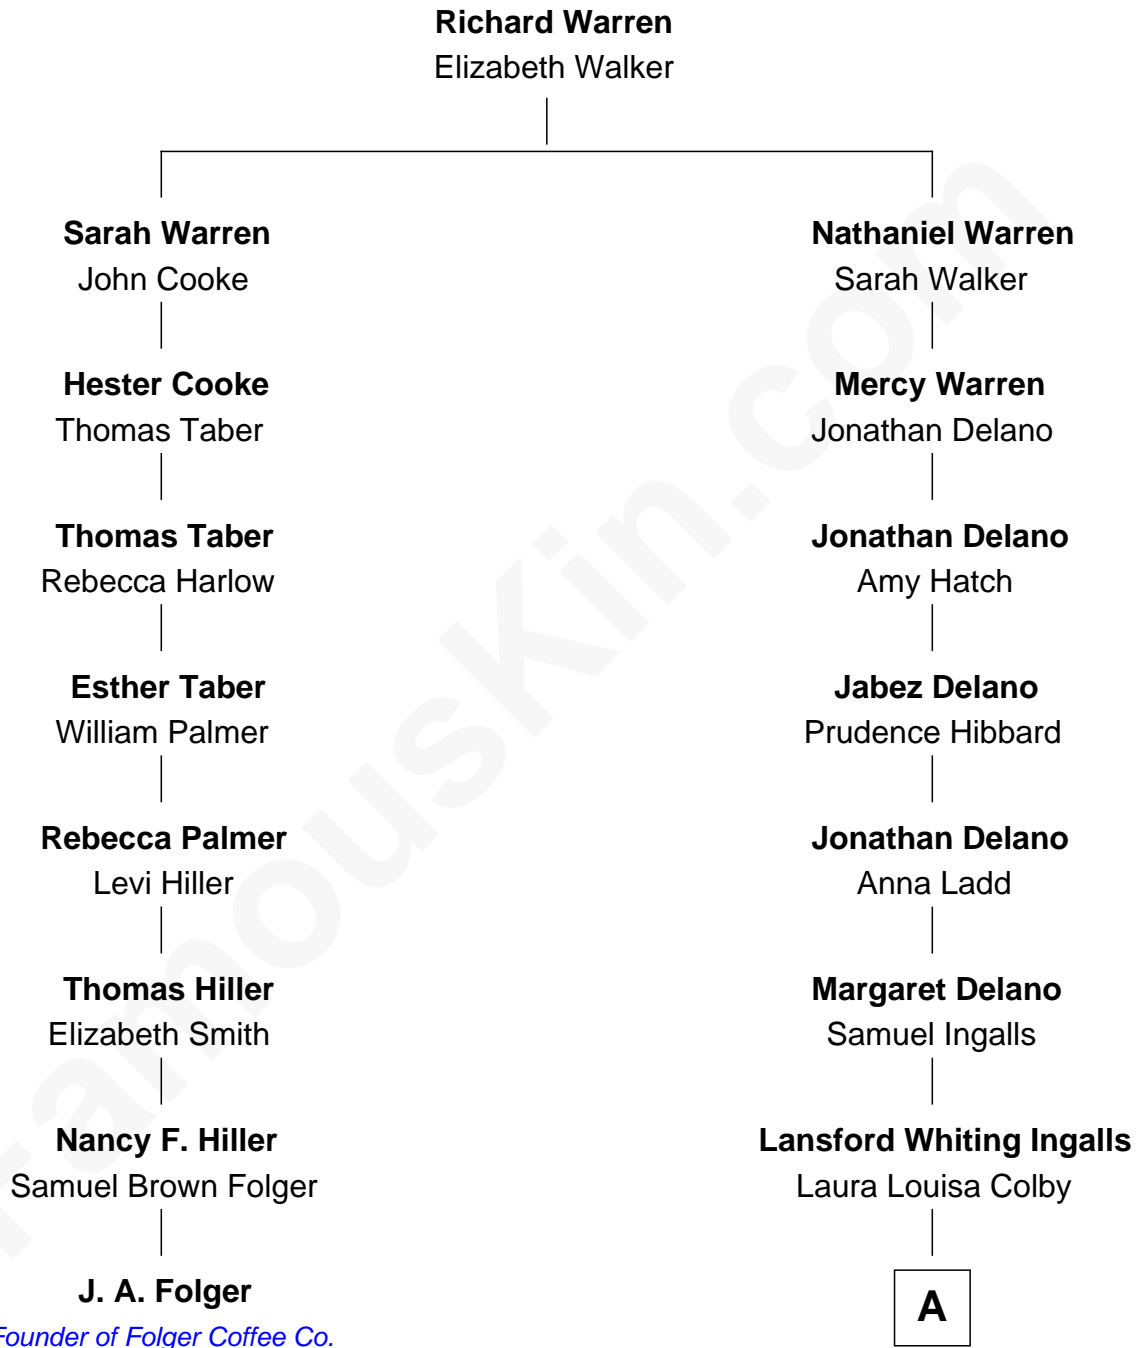 Richard Warren
Elizabeth Walker
Sarah Warren
John Cooke
Nathaniel Warren
Sarah Walker
Hester Cooke
Thomas Taber
Mercy Warren
Jonathan Delano
Thomas Taber
Rebecca Harlow
Jonathan Delano
Amy Hatch
Esther Taber
William Palmer
Jabez Delano
Prudence Hibbard
Rebecca Palmer
Levi Hiller
Jonathan Delano
Anna Ladd
Thomas Hiller
Elizabeth Smith
Margaret Delano
Samuel Ingalls
Nancy F. Hiller
Samuel Brown Folger
Lansford Whiting Ingalls
Laura Louisa Colby
J. A. Folger
Founder of Folger Coffee Co.
A
FamousKin.com